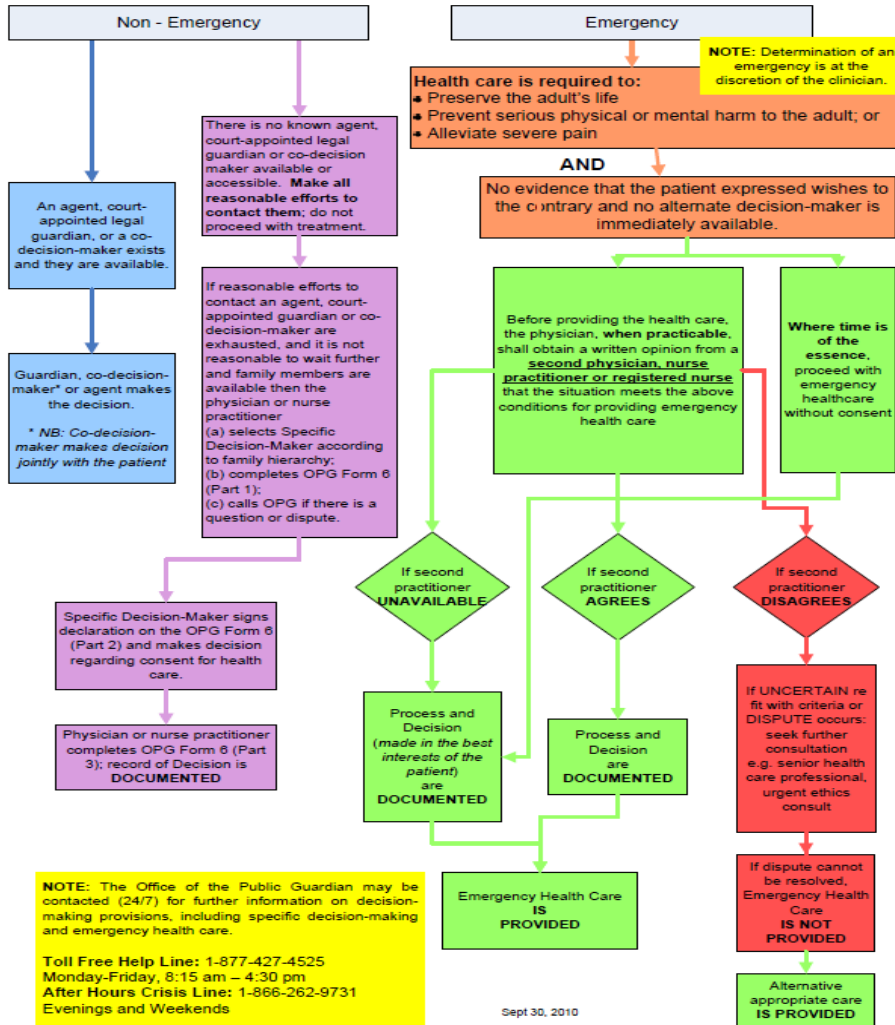 Non - Emergency
Emergency
NOTE: Determination of an
emergency is at the
discretion of the clinician.
Health care is required to:
Preserve the adult's life
Prevent serious physical or mental harm to the adult; or
Alleviate severe pain
AND
No evidence that the patient expressed wishes to
the contrary and no alternate decision-maker is
immediately available.
There is no known agent,
court-appointed legal
guardian or co-decision
maker available or
accessible. Make all
reasonable efforts to
contact them; do not
proceed with treatment.
An agent, court-
appointed legal
guardian, or a co-
decision-maker exists
and they are available.
If reasonable efforts to
contact an agent, court-
appointed guardian or co-
decision-maker are
exhausted, and it is not
reasonable to wait further
and family members are
available then the
physician or nurse
practitioner
(a) selects Specific
Decision-Maker according
to family hierarchy;
(b) completes OPG Form 6
(Part 1);
(c) calls OPG if there is a
question or dispute.
Guardian, co-decision-
maker* or agent makes
the decision.
* NB: Co-decision-
maker makes decision
jointly with the patient
Before providing the health care,
the physician, when practicable,
shall obtain a written opinion from a
second physician, nurse
practitioner or registered nurse
that the situation meets the above
conditions for providing emergency
health care
Where time is
of the
essence,
proceed with
emergency
healthcare
without consent
If second
practitioner
UNAVAILABLE
If second
practitioner
AGREES
If second
practitioner
DISAGREES
Specific Decision-Maker signs
declaration on the OPG Form 6
(Part 2) and makes decision
regarding consent for health
care.
Physician or nurse practitioner
completes OPG Form 6 (Part
3); record of Decision is
DOCUMENTED
Process and
Decision
(made in the best
interests of the
patient)
are
DOCUMENTED
Process and
Decision
are
DOCUMENTED
If UNCERTAIN re
fit with criteria or
DISPUTE occurs:
seek further
consultation
e.g. senior health
care professional,
urgent ethics
consult
Emergency Health Care
IS
PROVIDED
If dispute cannot
be resolved,
Emergency Health
Care
IS NOT
PROVIDED
Alternative
appropriate care
IS PROVIDED
NOTE: The Office of the Public Guardian may be
contacted (24/7) for further information on decision-
making provisions, including specific decision-making
and emergency health care.
Toll Free Help Line: 1-877-427-4525
Monday-Friday, 8:15 am – 4:30 pm
After Hours Crisis Line: 1-866-262-9731
Evenings and Weekends
Sept 30, 2010